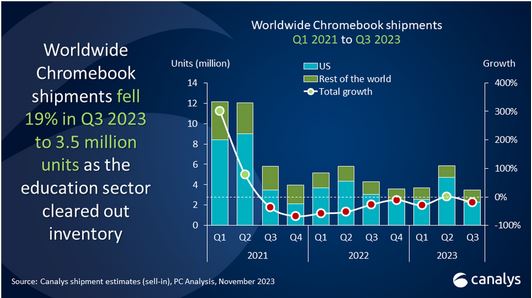 Worldwide
Chromebook
shipments fell
19% in Q3 2023
to 3.5 million
units as the
education sector
cleared out
inventory
Worldwide Chromebook shipments
Q1 2021 to Q3 2023
Units (million)
US
Rest of the world
Total growth
Growth
14
12
10
8
6
4
2
0
400%
300%
200%
100%
0%
-100%
Q1 Q2 Q3 Q4 Q1 Q2 Q3 Q4 Q1 Q2 Q3
2021 2022 2023
Source: Canalys shipment estimates (sell-in), PC Analysis, November 2023
canalys